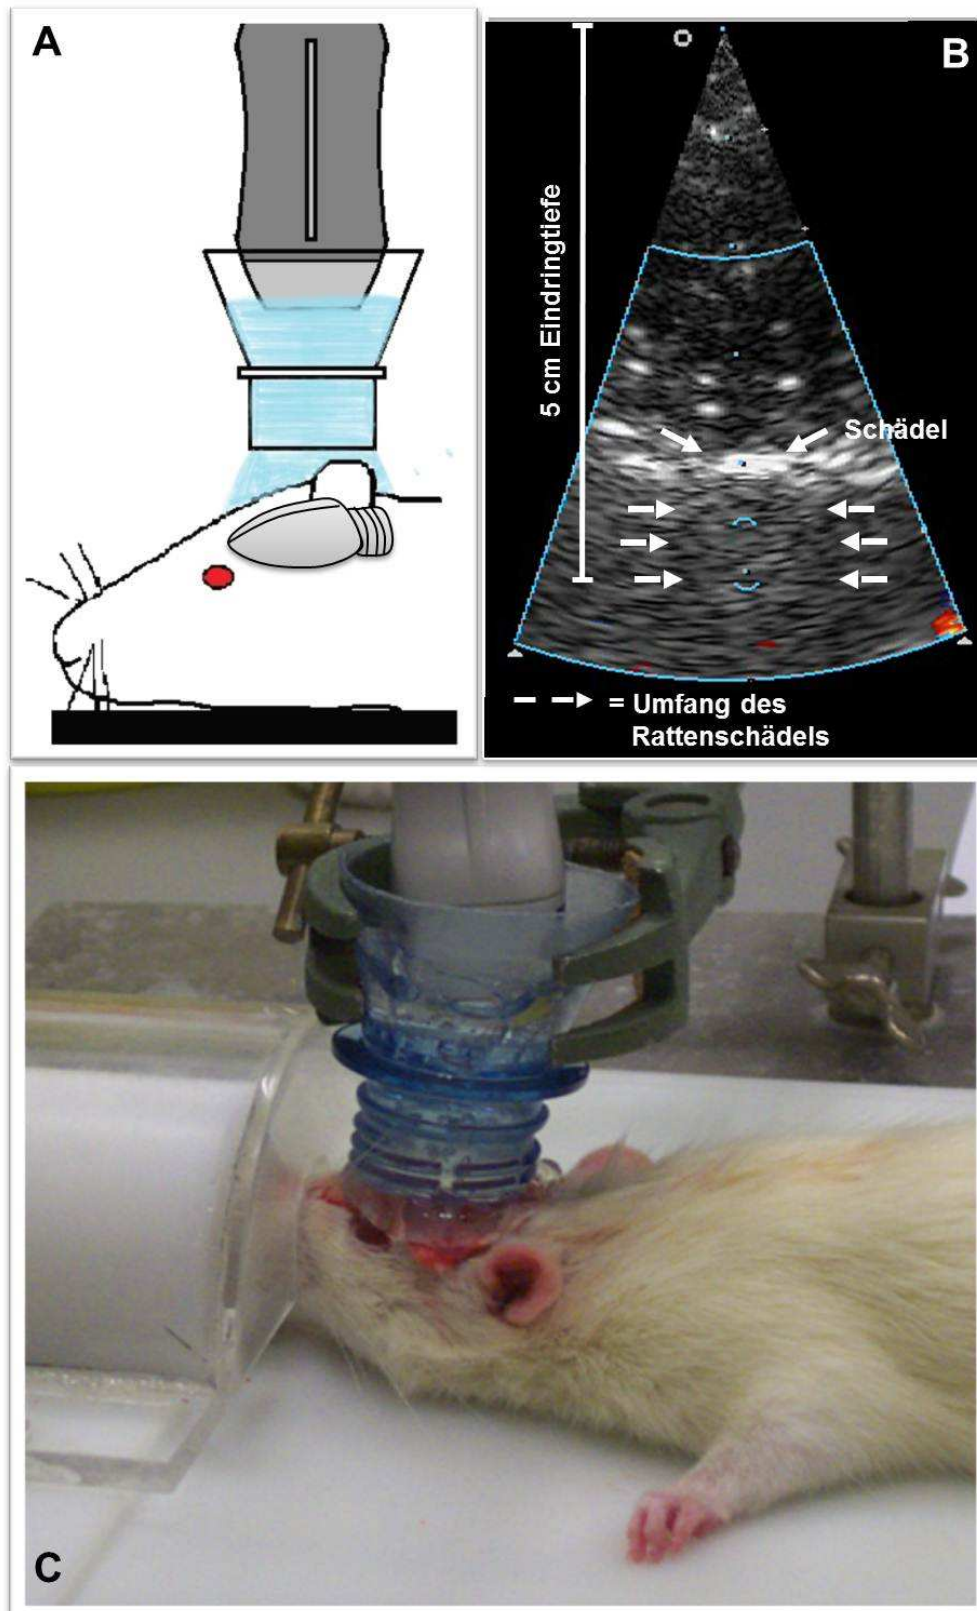 A
B
5 cm Eindringtiefe
Schädel
= Umfang des
Rattenschädels
C